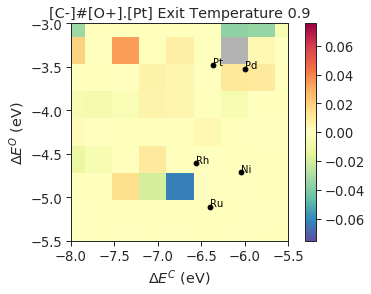 [C-]#[O+].[Pt] Exit Temperature 0.9
−3.0
−3.5
−4.0
−4.5
−5.0
−5.5
ΔE^O (eV)
Pt
Pd
Rh
Ni
Ru
−8.0 −7.5 −7.0 −6.5 −6.0 −5.5
ΔE^C (eV)
0.06
0.04
0.02
0.00
−0.02
−0.04
−0.06